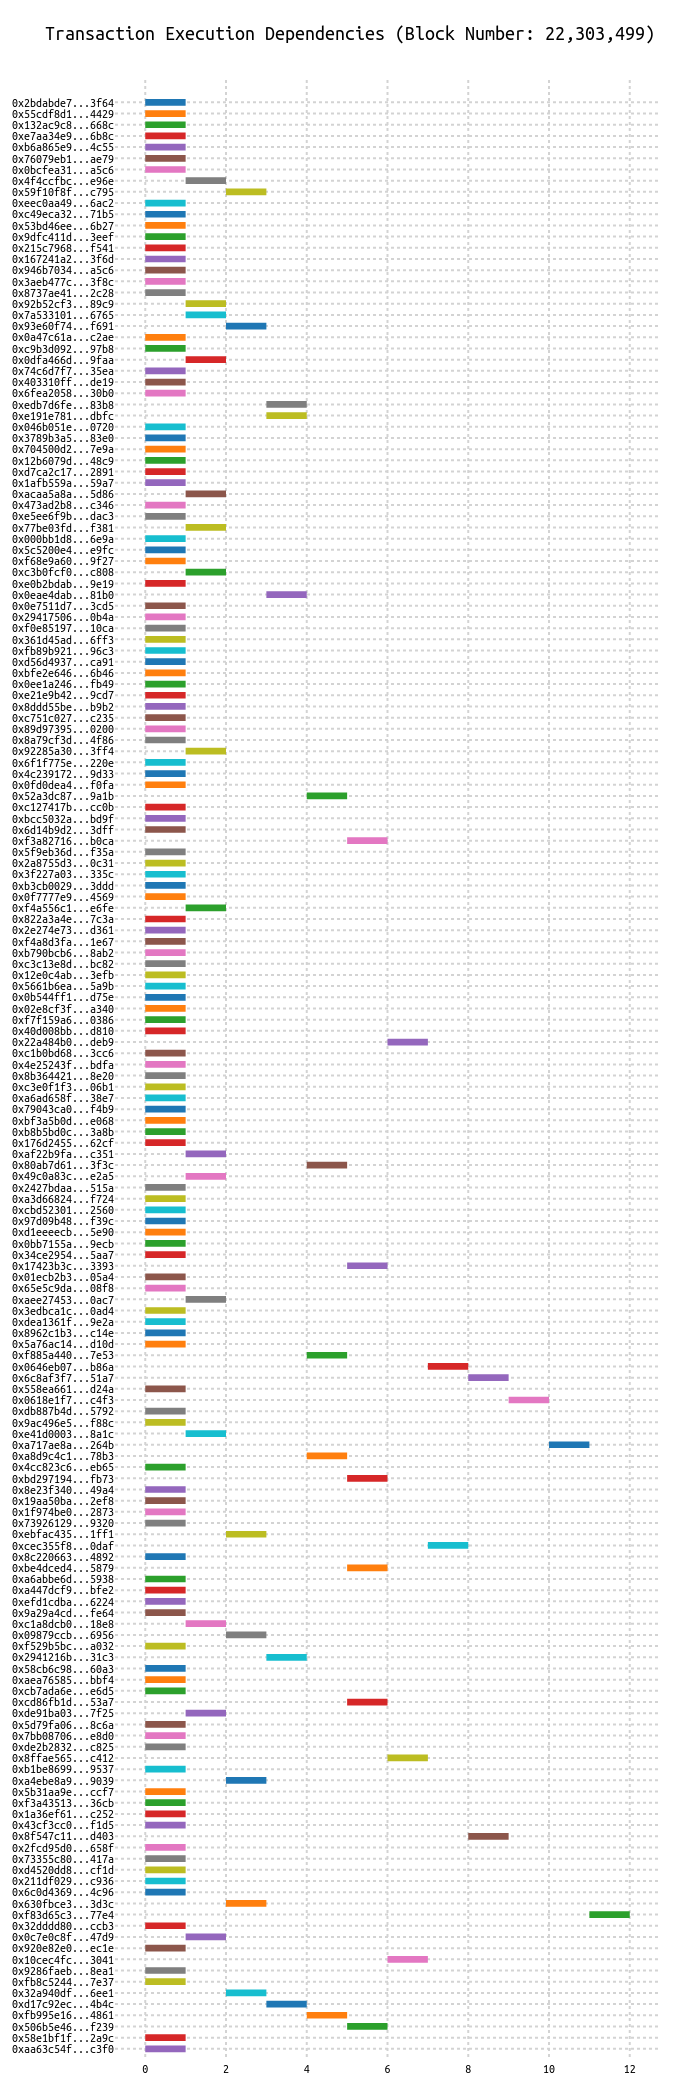 Transaction Execution Dependencies (Block Number: 22,303,499)
0x2bdabde7...3f64
0x55cdf8d1...4429
0x132ac9c8...668c
0xe7aa34e9...6b8c
0xb6a865e9...4c55
0x76079eb1...ae79
0x0bcfea31...a5c6
0x4f4ccfbc...e96e
0x59f10f8f...c795
0xeec0aa49...6ac2
0xc49eca32...71b5
0x53bd46ee...6b27
0x9dfc411d...3eef
0x215c7968...f541
0x167241a2...3f6d
0x946b7034...a5c6
0x3aeb477c...3f8c
0x8737ae41...2c28
0x92b52cf3...89c9
0x7a533101...6765
0x93e60f74...f691
0x0a47c61a...c2ae
0xc9b3d092...97b8
0x0dfa466d...9faa
0x74c6d7f7...35ea
0x403310ff...de19
0x6fea2058...30b0
0xedb7d6fe...83b8
0xe191e781...dbfc
0x046b051e...0720
0x3789b3a5...83e0
0x704500d2...7e9a
0x12b6079d...48c9
0xd7ca2c17...2891
0x1afb559a...59a7
0xacaa5a8a...5d86
0x473ad2b8...c346
0xe5ee6f9b...dac3
0x77be03fd...f381
0x000bb1d8...6e9a
0x5c5200e4...e9fc
0xf68e9a60...9f27
0xc3b0fcf0...c808
0xe0b2bdab...9e19
0x0eae4dab...81b0
0x0e7511d7...3cd5
0x29417506...0b4a
0xf0e85197...10ca
0x361d45ad...6ff3
0xfb89b921...96c3
0xd56d4937...ca91
0xbfe2e646...6b46
0x0ee1a246...fb49
0xe21e9b42...9cd7
0x8ddd55be...b9b2
0xc751c027...c235
0x89d97395...0200
0x8a79cf3d...4f86
0x92285a30...3ff4
0x6f1f775e...220e
0x4c239172...9d33
0x0fd0dea4...f0fa
0x52a3dc87...9a1b
0xc127417b...cc0b
0xbcc5032a...bd9f
0x6d14b9d2...3dff
0xf3a82716...b0ca
0x5f9eb36d...f35a
0x2a8755d3...0c31
0x3f227a03...335c
0xb3cb0029...3ddd
0x0f7777e9...4569
0xf4a556c1...e6fe
0x822a3a4e...7c3a
0x2e274e73...d361
0xf4a8d3fa...1e67
0xb790bcb6...8ab2
0xc3c13e8d...bc82
0x12e0c4ab...3efb
0x5661b6ea...5a9b
0x0b544ff1...d75e
0x02e8cf3f...a340
0xf7f159a6...0386
0x40d008bb...d810
0x22a484b0...deb9
0xc1b0bd68...3cc6
0x4e25243f...bdfa
0x8b364421...8e20
0xc3e0f1f3...06b1
0xa6ad658f...38e7
0x79043ca0...f4b9
0xbf3a5b0d...e068
0xb8b5bd0c...3a8b
0x176d2455...62cf
0xaf22b9fa...c351
0x80ab7d61...3f3c
0x49c0a83c...e2a5
0x2427bdaa...515a
0xa3d66824...f724
0xcbd52301...2560
0x97d09b48...f39c
0xd1eeeecb...5e90
0x0bb7155a...9ecb
0x34ce2954...5aa7
0x17423b3c...3393
0x01ecb2b3...05a4
0x65e5c9da...08f8
0xaee27453...0ac7
0x3edbca1c...0ad4
0xdea1361f...9e2a
0x8962c1b3...c14e
0x5a76ac14...d10d
0xf885a440...7e53
0x0646eb07...b86a
0x6c8af3f7...51a7
0x558ea661...d24a
0x0618e1f7...c4f3
0xdb887b4d...5792
0x9ac496e5...f88c
0xe41d0003...8a1c
0xa717ae8a...264b
0xa8d9c4c1...78b3
0x4cc823c6...eb65
0xbd297194...fb73
0x8e23f340...49a4
0x19aa50ba...2ef8
0x1f974be0...2873
0x73926129...9320
0xebfac435...1ff1
0xcec355f8...0daf
0x8c220663...4892
0xbe4dced4...5879
0xa6abbe6d...5938
0xa447dcf9...bfe2
0xefd1cdba...6224
0x9a29a4cd...fe64
0xc1a8dcb0...18e8
0x09879ccb...6956
0xf529b5bc...a032
0x2941216b...31c3
0x58cb6c98...60a3
0xaea76585...bbf4
0xcb7ada6e...e6d5
0xcd86fb1d...53a7
0xde91ba03...7f25
0x5d79fa06...8c6a
0x7bb08706...e8d0
0xde2b2832...c825
0x8ffae565...c412
0xb1be8699...9537
0xa4ebe8a9...9039
0x5b31aa9e...ccf7
0xf3a43513...36cb
0x1a36ef61...c252
0x43cf3cc0...f1d5
0x8f547c11...d403
0x2fcd95d0...658f
0x73355c80...417a
0xd4520dd8...cf1d
0x211df029...c936
0x6c0d4369...4c96
0x630fbce3...3d3c
0xf83d65c3...77e4
0x32dddd80...ccb3
0x0c7e0c8f...47d9
0x920e82e0...ec1e
0x10cec4fc...3041
0x9286faeb...8ea1
0xfb8c5244...7e37
0x32a940df...6ee1
0xd17c92ec...4b4c
0xfb995e16...4861
0x506b5e46...f239
0x58e1bf1f...2a9c
0xaa63c54f...c3f0
0 2 4 6 8 10 12